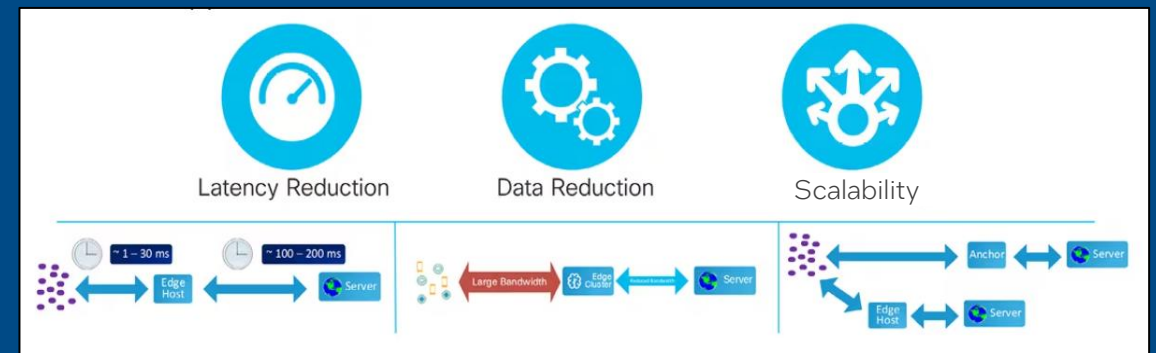 Latency Reduction
Data Reduction
Scalability
~ 1 – 30 ms
~ 100 – 200 ms
Edge
Host
Server
Large Bandwidth
Edge
Cluster
Reduced Bandwidth
Server
Anchor
Server
Edge
Host
Server